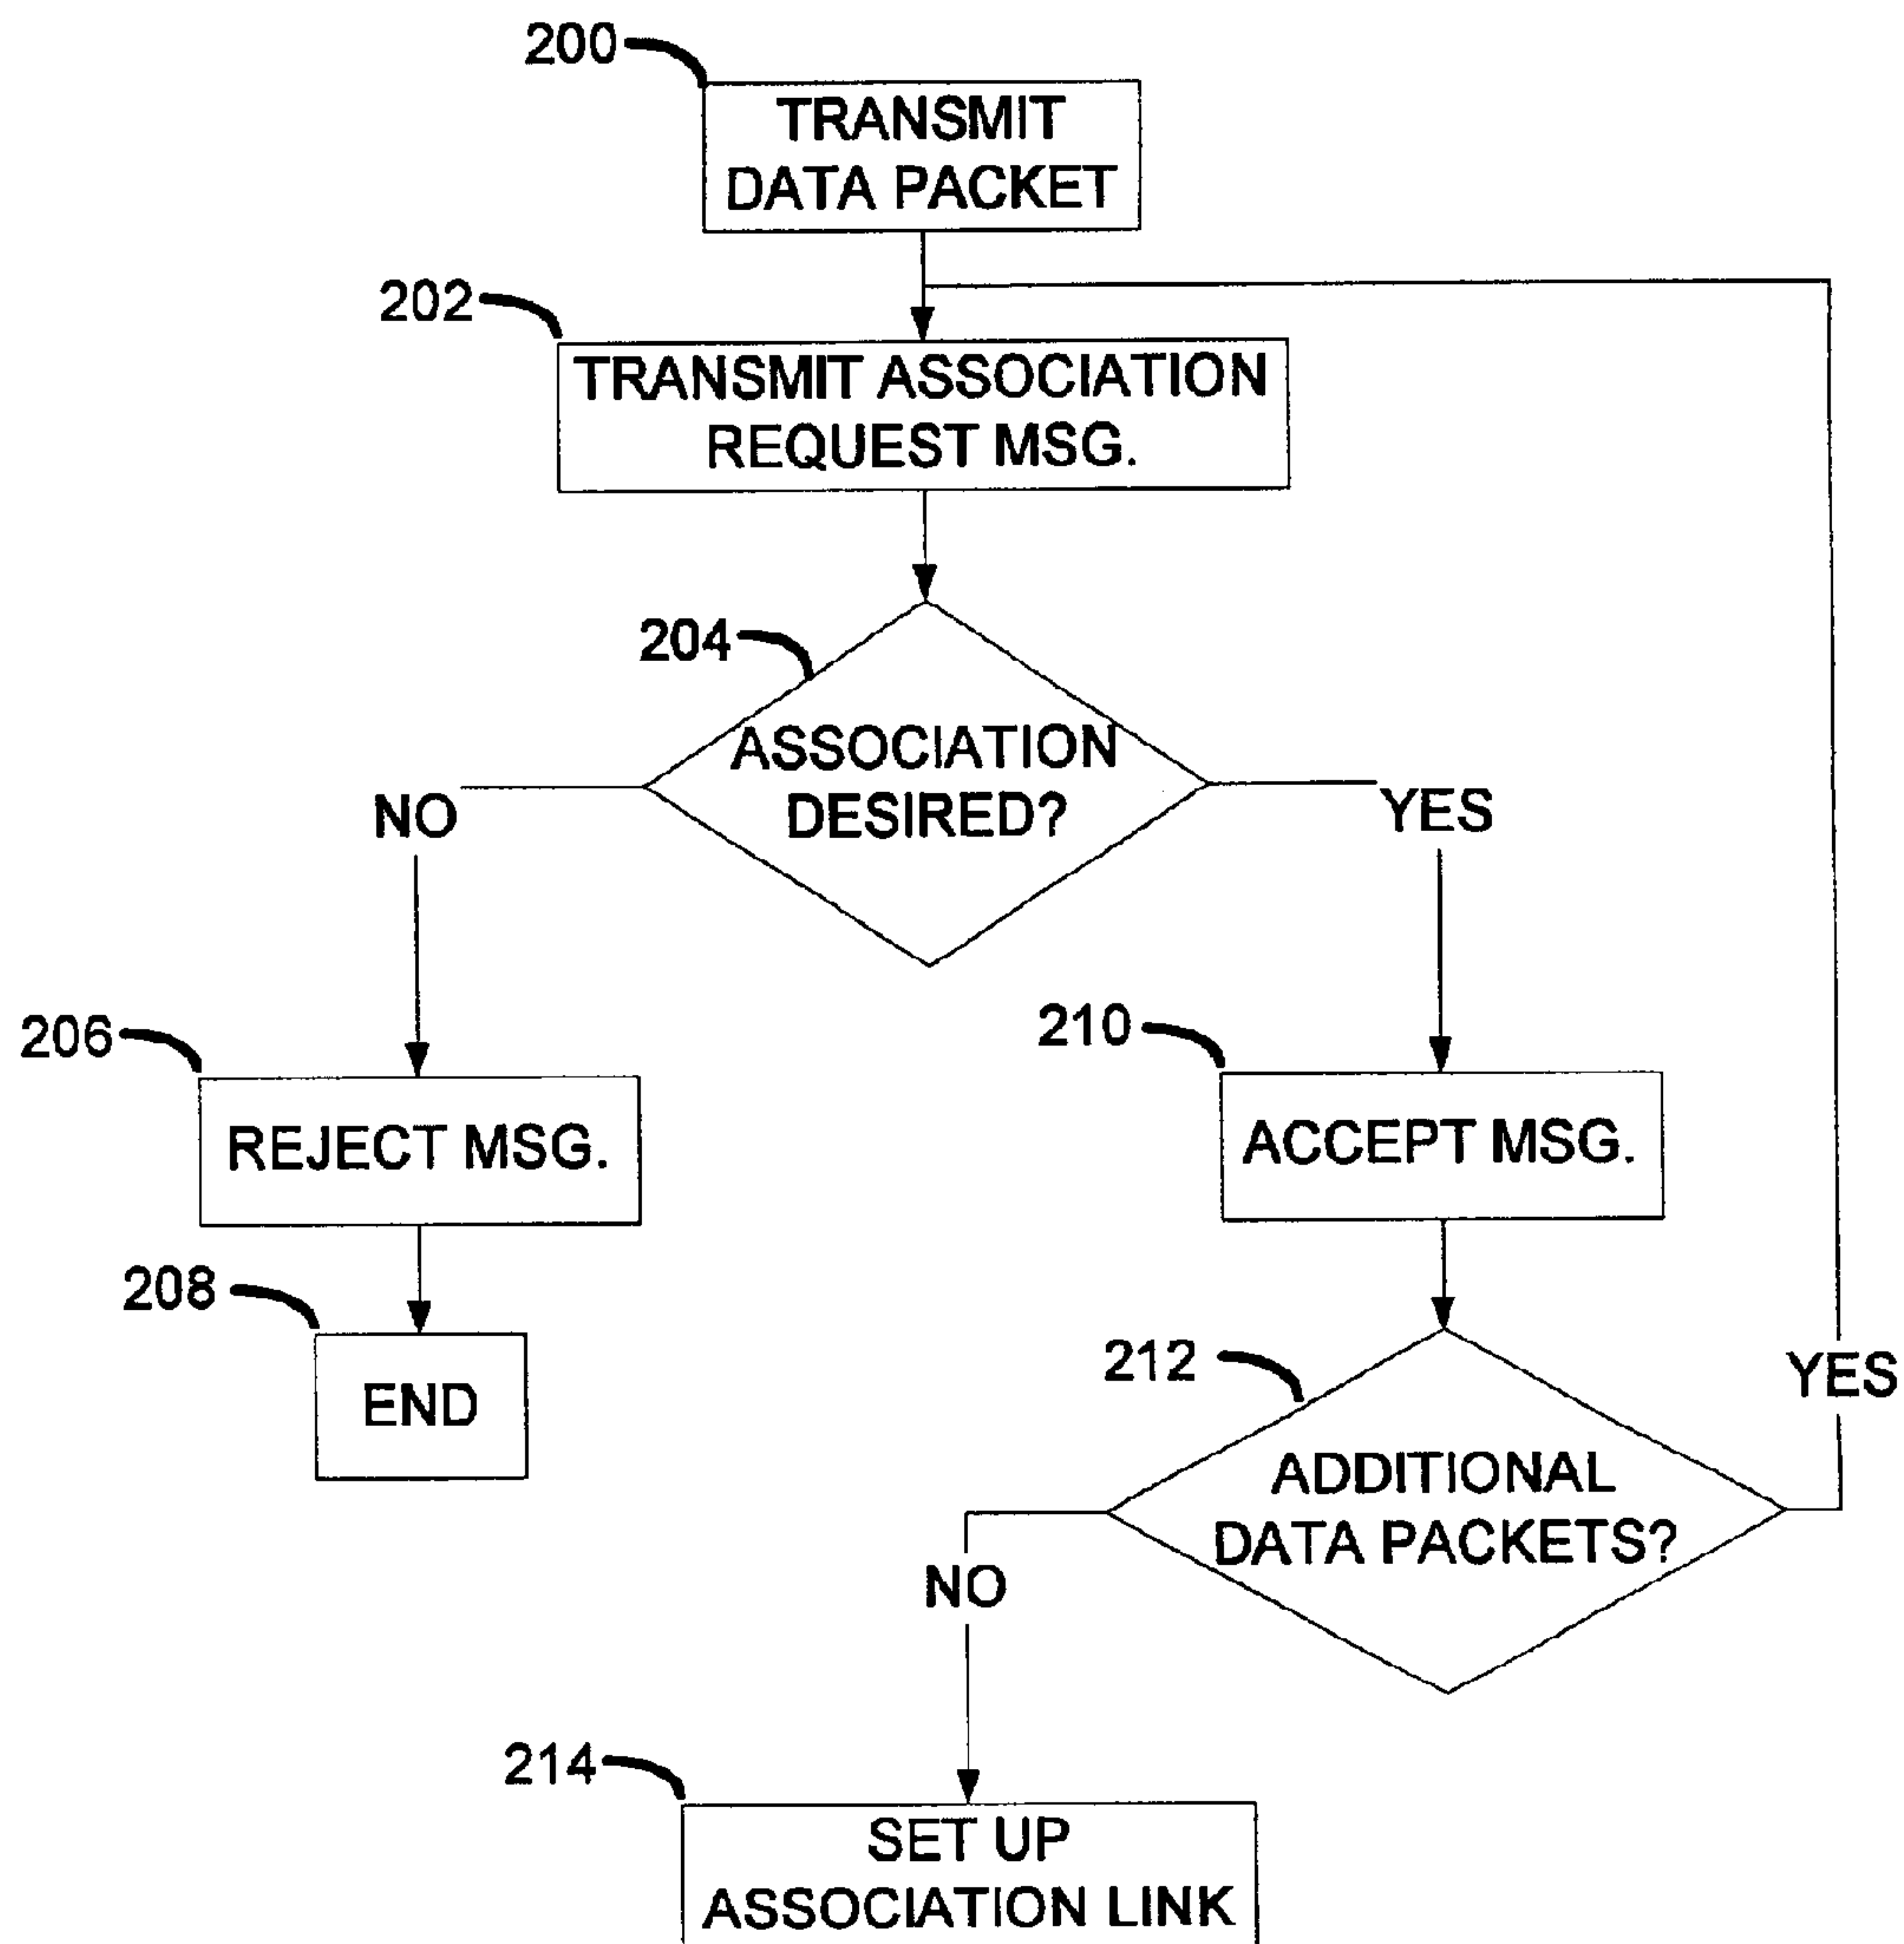 200
TRANSMIT
DATA PACKET
202
TRANSMIT ASSOCIATION
REQUEST MSG.
204
ASSOCIATION
DESIRED?
NO
YES
206
REJECT MSG.
210
ACCEPT MSG.
208
END
212
ADDITIONAL
DATA PACKETS?
YES
NO
214
SET UP
ASSOCIATION LINK